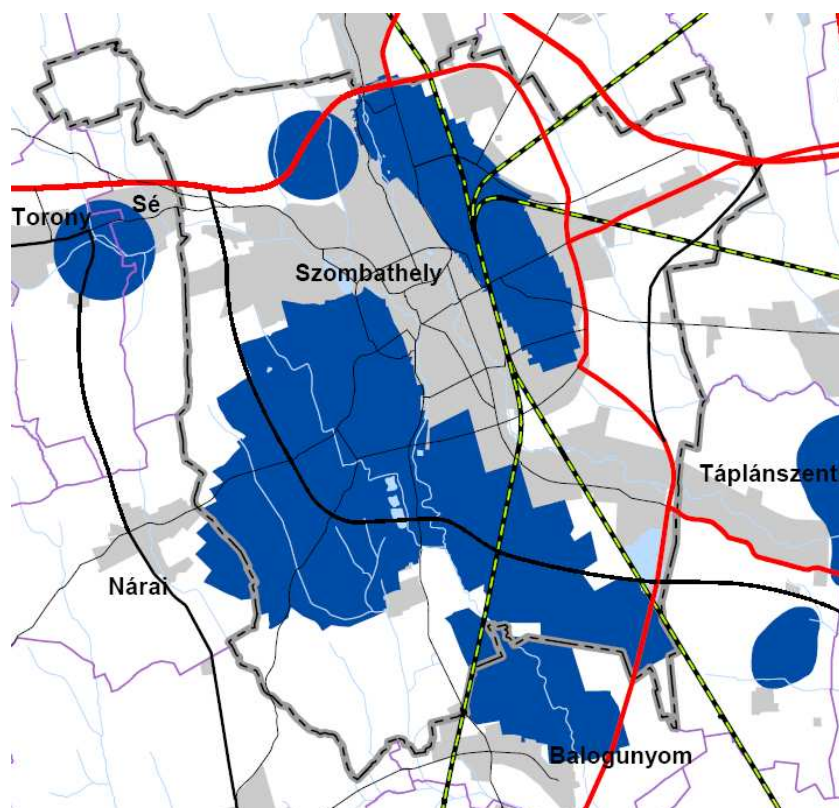 Torony
Sé
Szombathely
Táplánszent
Nárai
Balogunyom